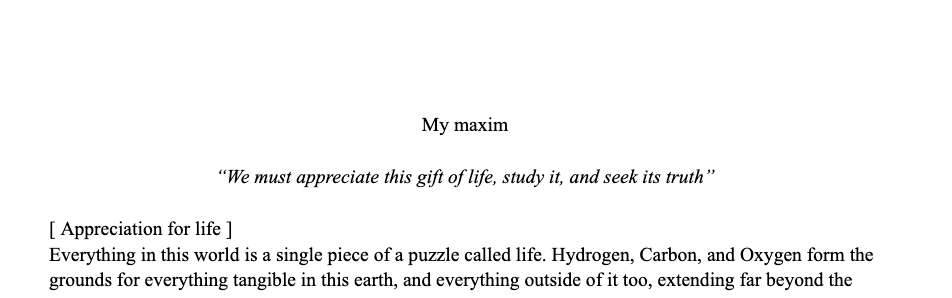 My maxim
“We must appreciate this gift of life, study it, and seek its truth”
[ Appreciation for life ]
Everything in this world is a single piece of a puzzle called life. Hydrogen, Carbon, and Oxygen form the
grounds for everything tangible in this earth, and everything outside of it too, extending far beyond the